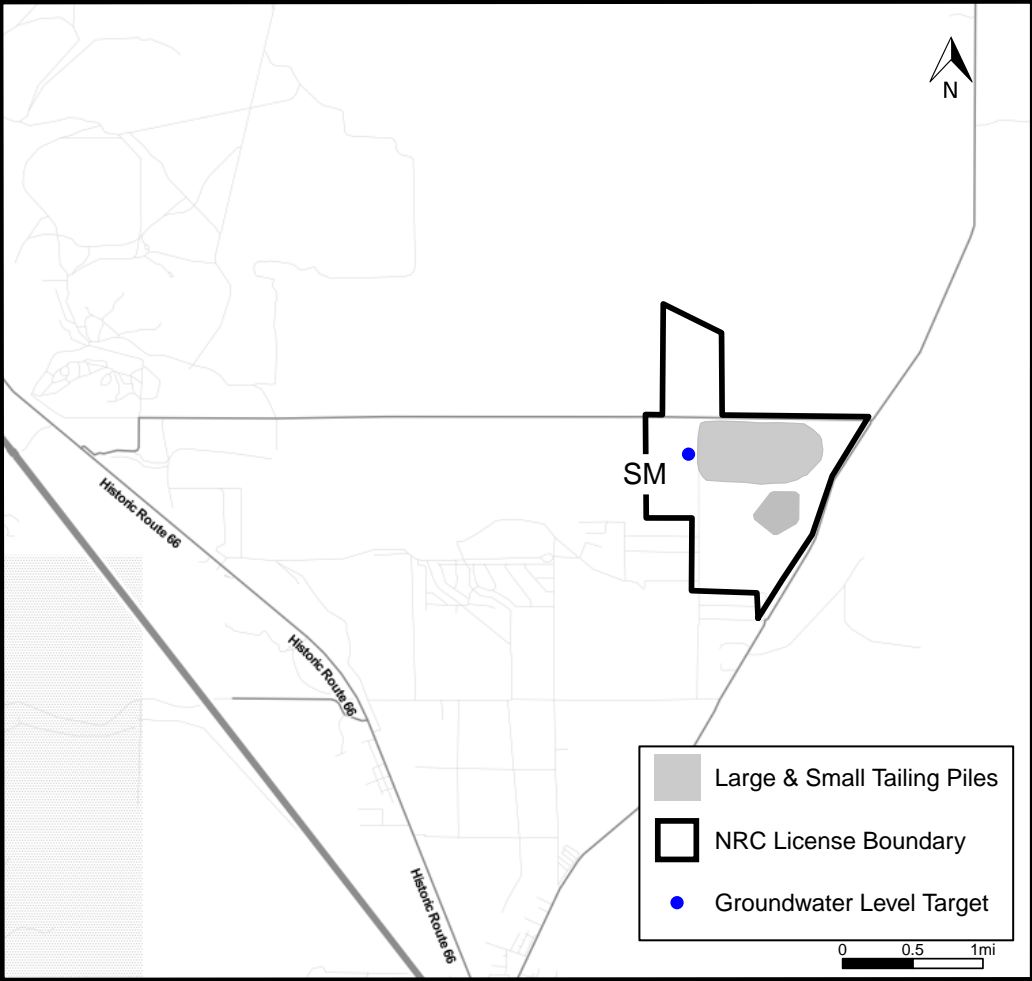 N
SM
Historic Route 66
Historic Route 66
Historic Route 66
Large & Small Tailing Piles
NRC License Boundary
Groundwater Level Target
0 0.5 1mi